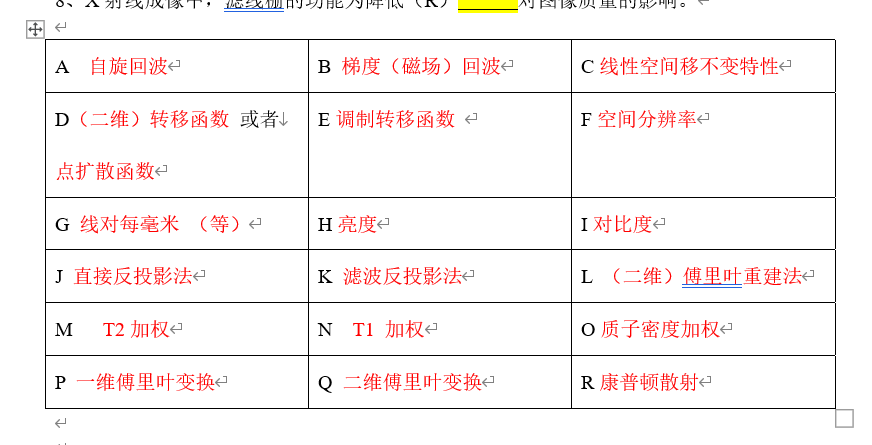 8、X 射线成像中，滤线栅的功能为降低（R）______对图像质量的影响。
A 自旋回波
B 梯度（磁场）回波
C 线性空间移不变特性
D（二维）转移函数 或者
点扩散函数
E 调制转移函数
F 空间分辨率
G 线对每毫米 （等）
H 亮度
I 对比度
J 直接反投影法
K 滤波反投影法
L （二维）傅里叶重建法
M T2 加权
N T1 加权
O 质子密度加权
P 一维傅里叶变换
Q 二维傅里叶变换
R 康普顿散射